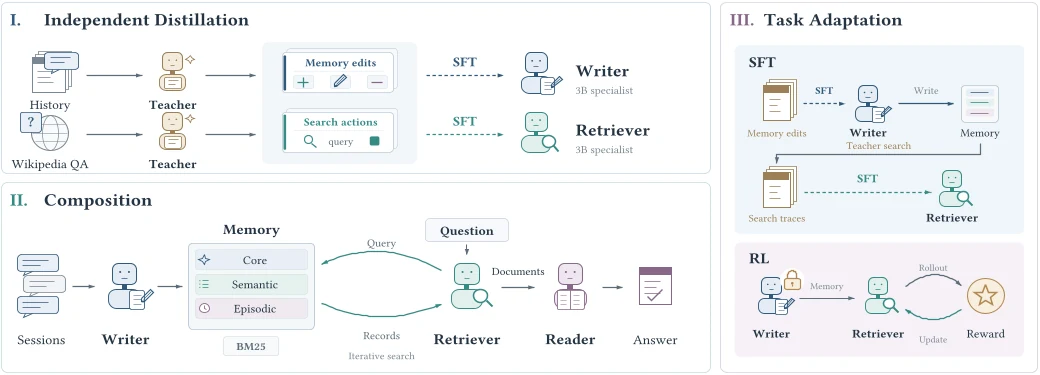 I. Independent Distillation
History
Teacher
Memory edits
SFT
Writer
3B specialist
?
Wikipedia QA
Teacher
Search actions
query
SFT
Retriever
3B specialist
II. Composition
Sessions
Writer
Memory
Core
Semantic
Episodic
BM25
Query
Records
Iterative search
Question
Retriever
Documents
Reader
Answer
III. Task Adaptation
SFT
Memory edits
SFT
Writer
Teacher search
Write
Memory
Search traces
SFT
Retriever
RL
Writer
Memory
Retriever
Rollout
Update
Reward